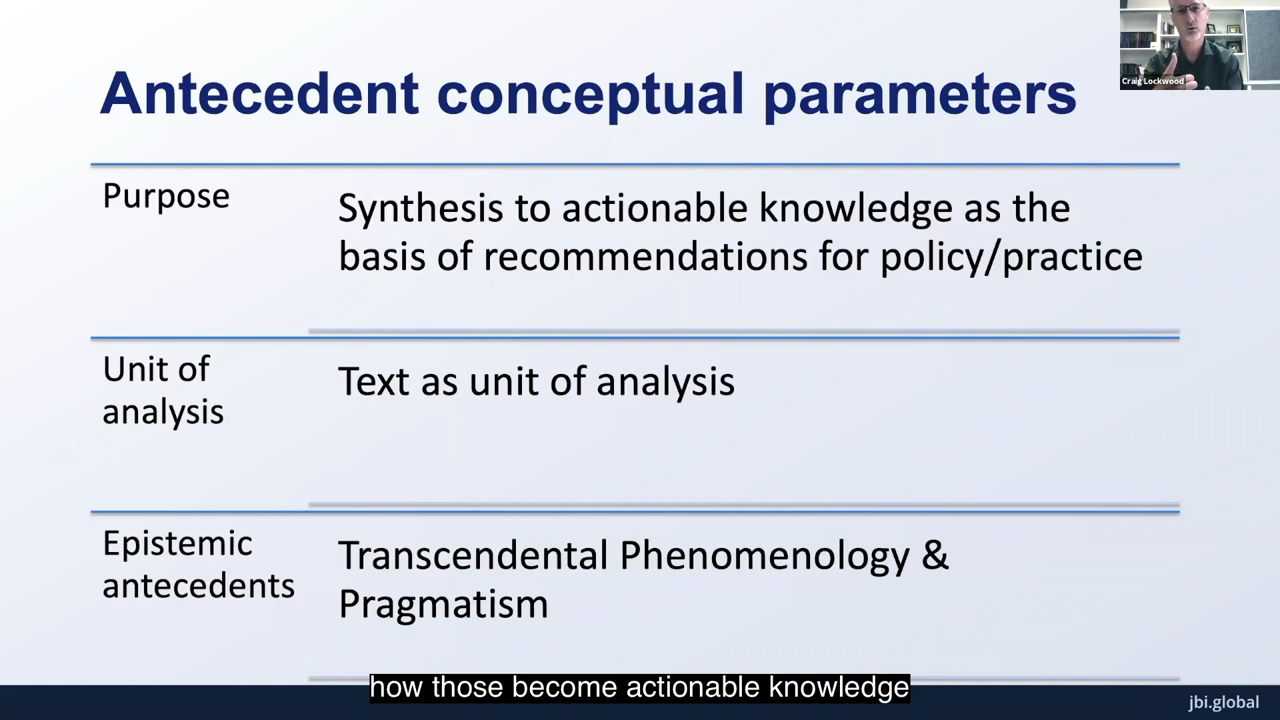 Craig Lockwood
Antecedent conceptual parameters
Purpose
Synthesis to actionable knowledge as the
basis of recommendations for policy/practice
Unit of
analysis
Text as unit of analysis
Epistemic
antecedents
Transcendental Phenomenology &
Pragmatism
how those become actionable knowledge
jbi.global